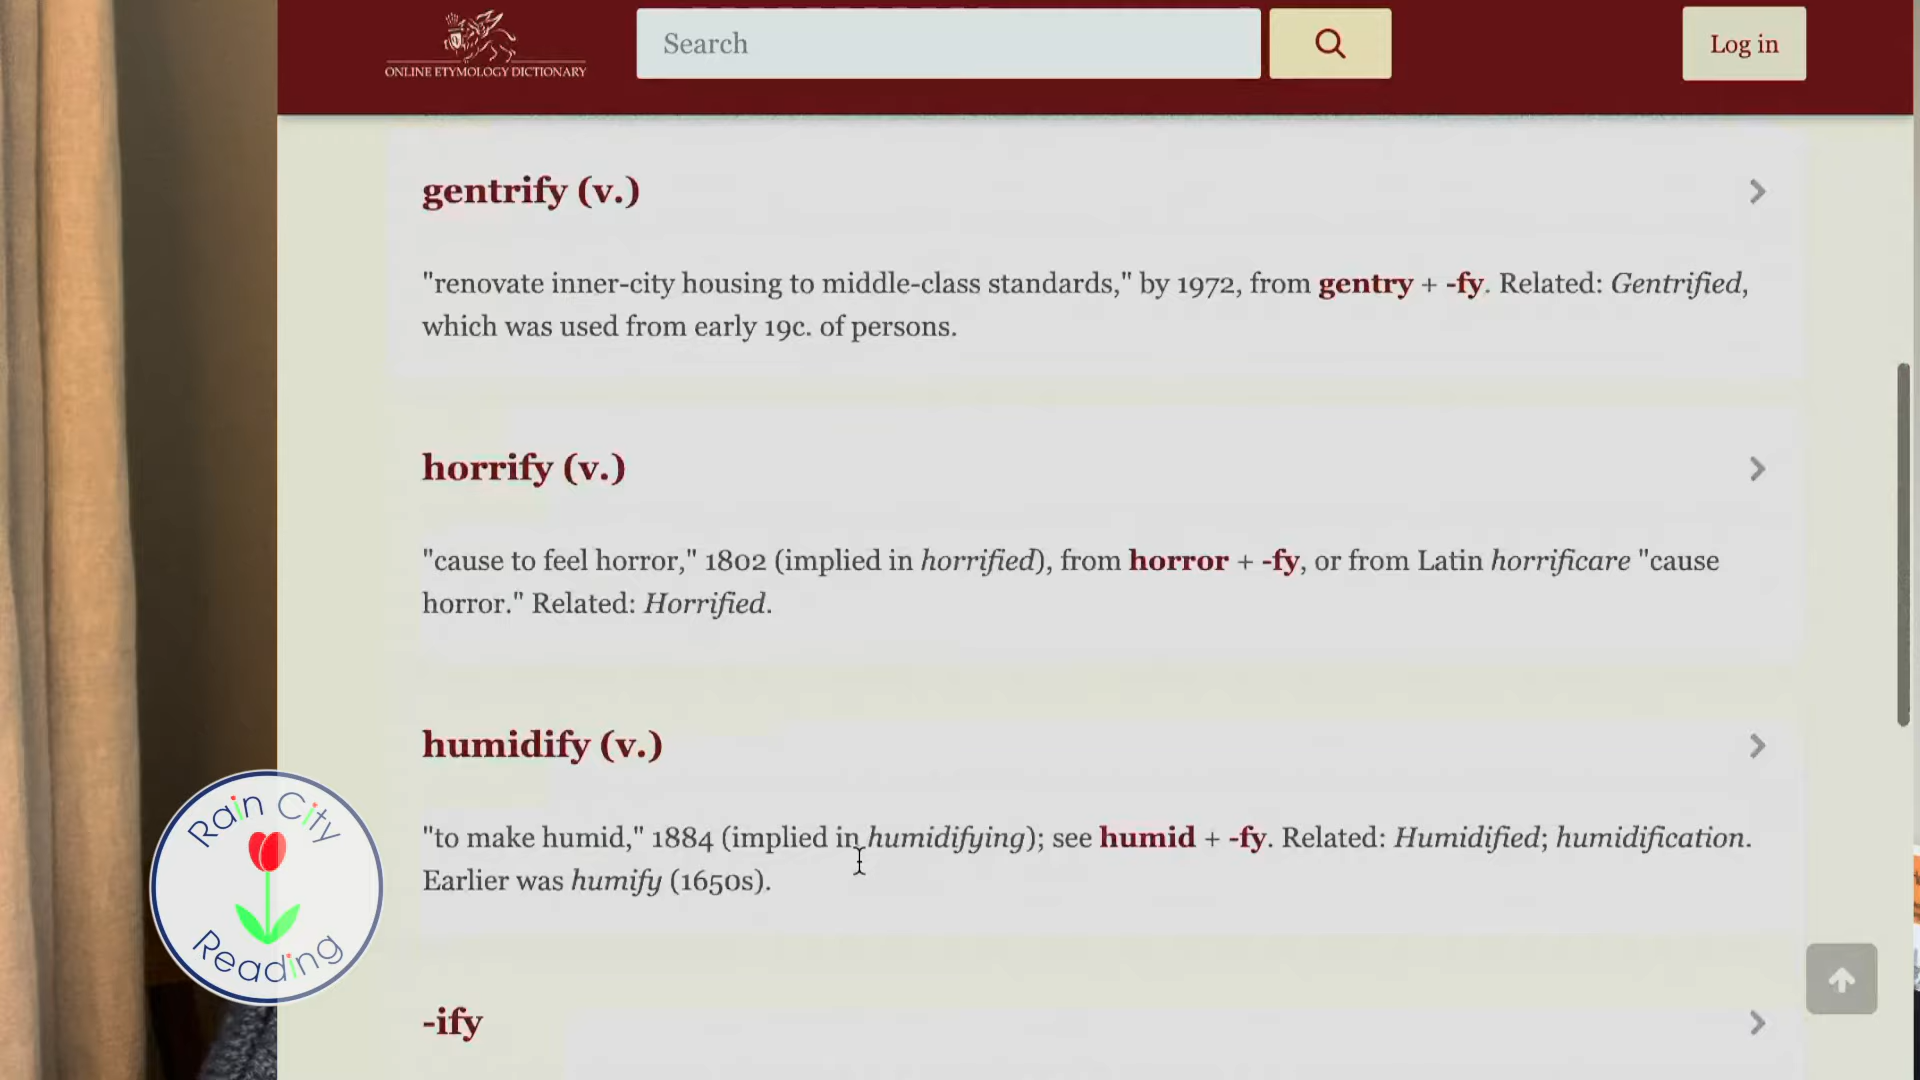 ONLINE ETYMOLOGY DICTIONARY
Search
Log in
gentrify (v.)
"renovate inner-city housing to middle-class standards," by 1972, from gentry + -fy. Related: Gentrified,
which was used from early 19c. of persons.
horrify (v.)
"cause to feel horror," 1802 (implied in horrified), from horror + -fy, or from Latin horrificare "cause
horror." Related: Horrified.
humidify (v.)
"to make humid," 1884 (implied in humidifying); see humid + -fy. Related: Humidified; humidification.
Earlier was humify (1650s).
-ify
Rain City
Reading